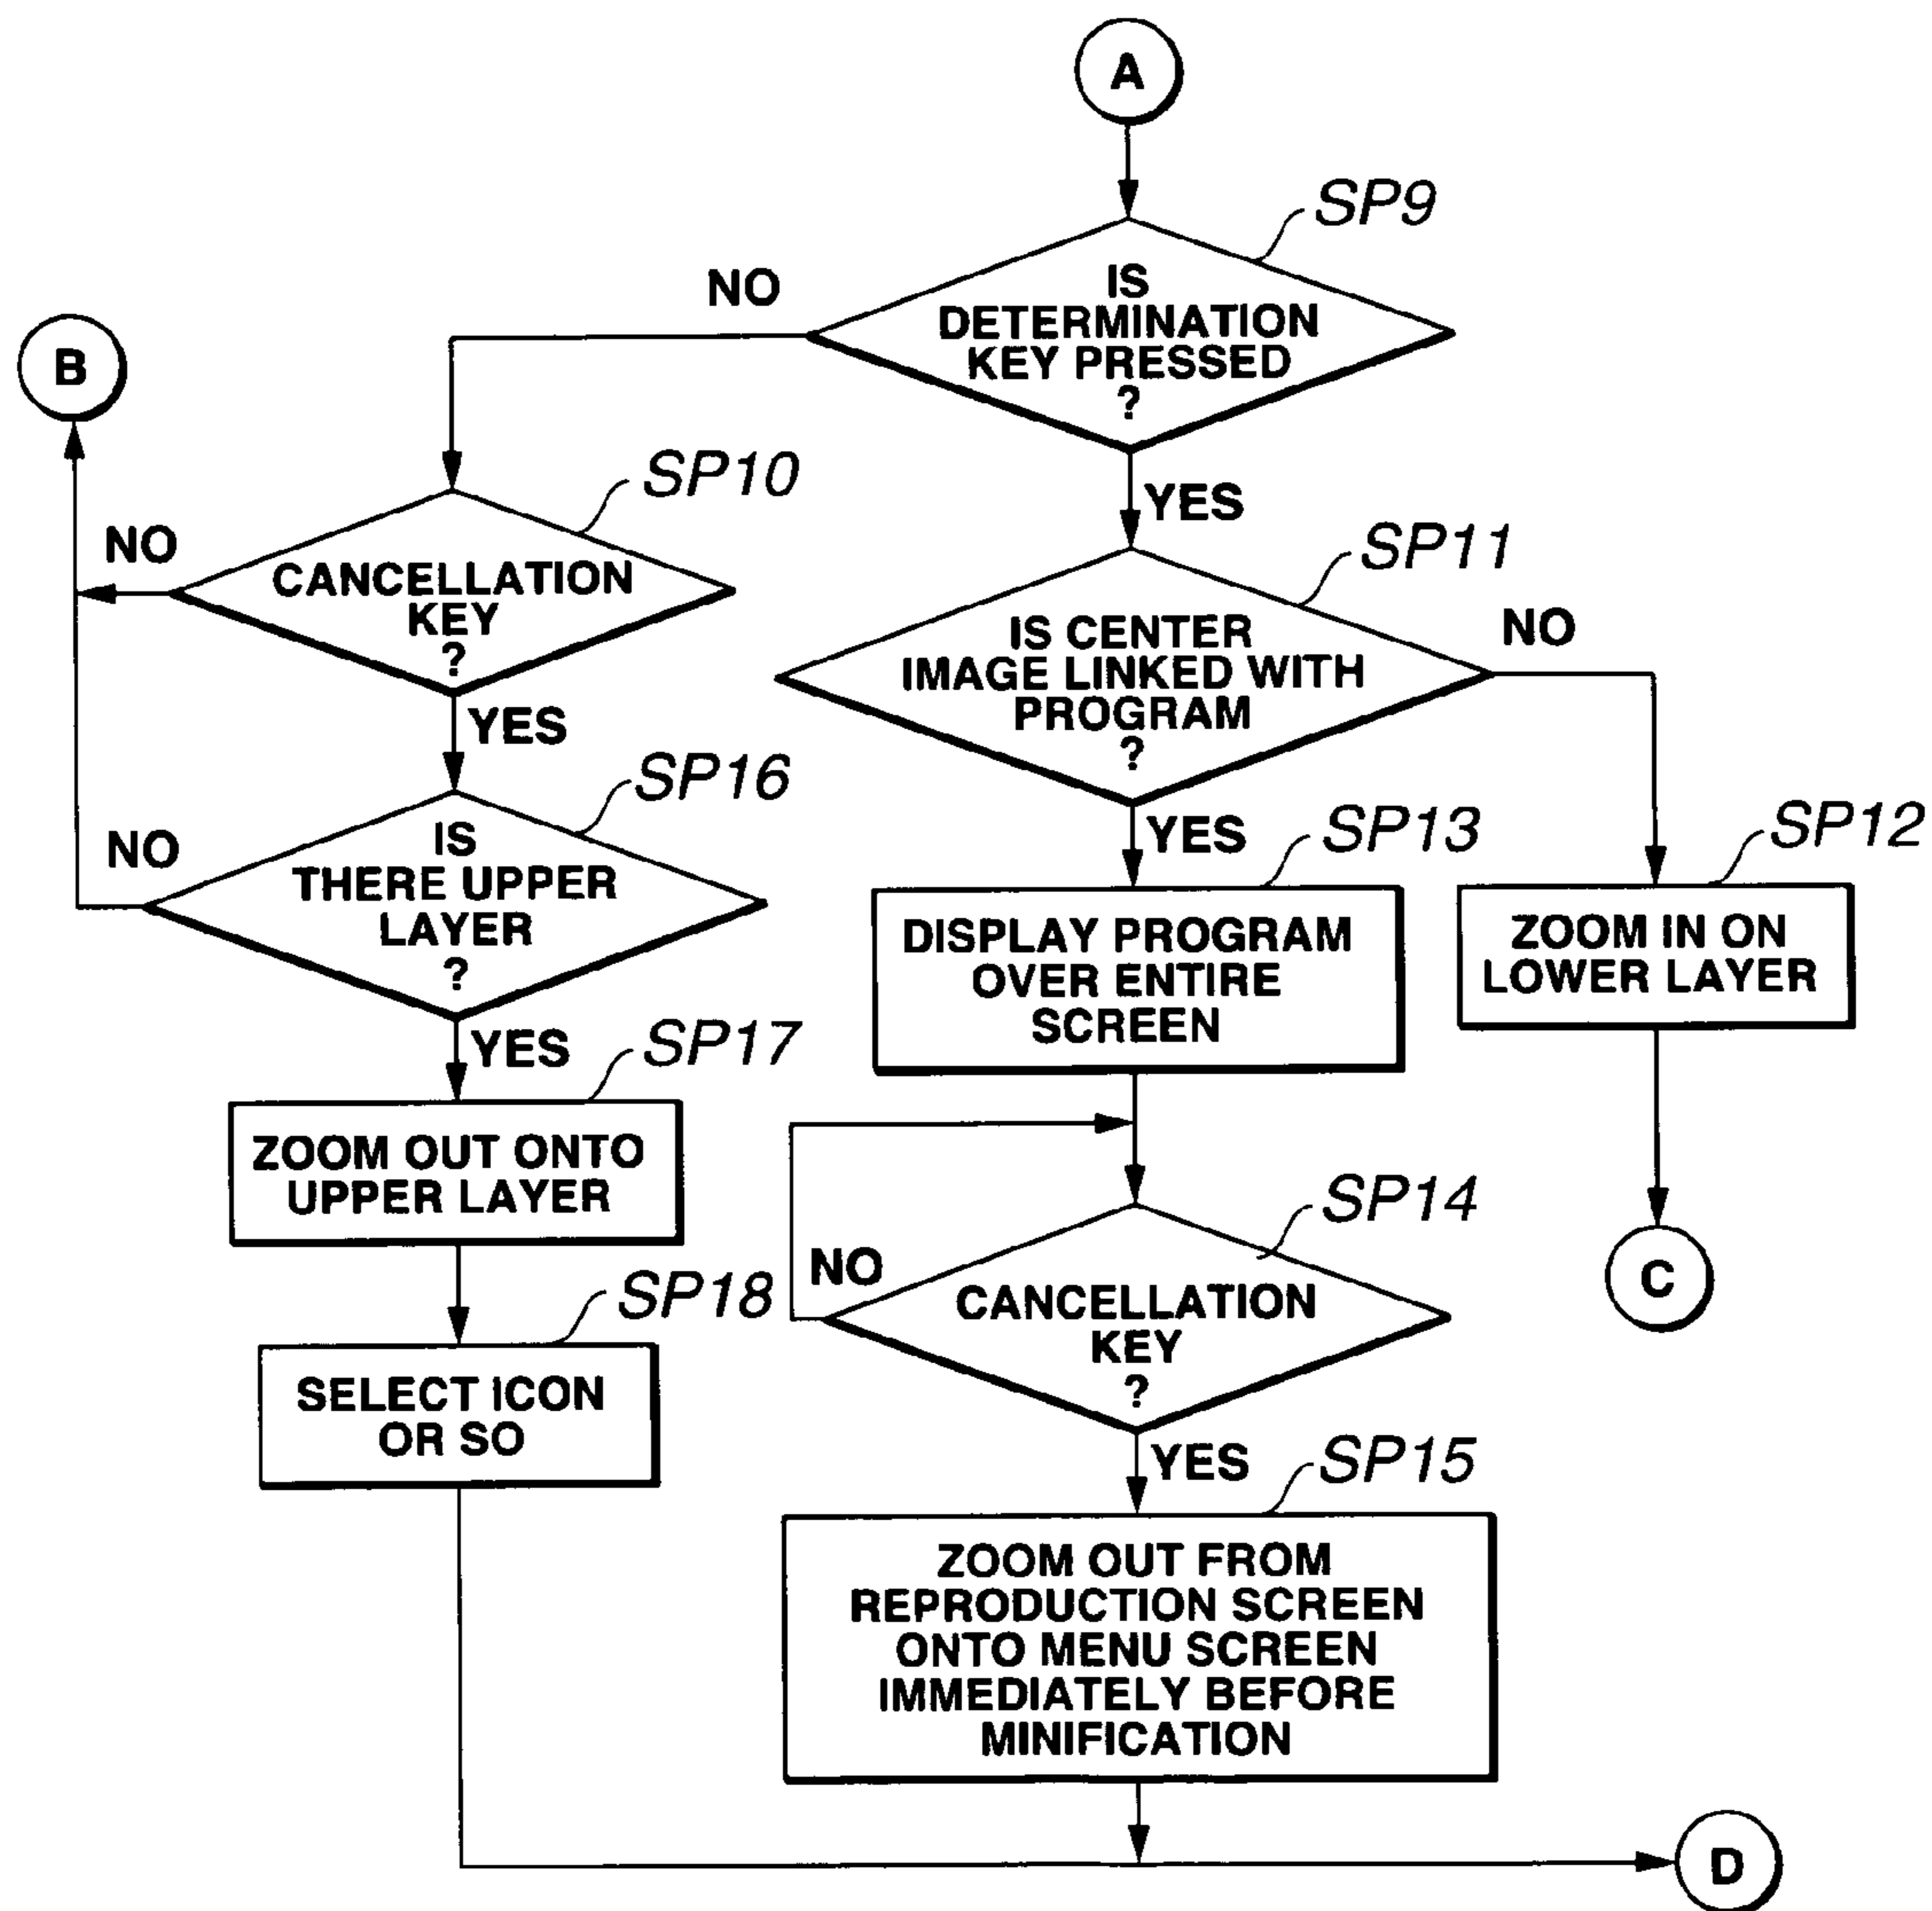 A
SP9
NO
IS
DETERMINATION
KEY PRESSED
?
B
SP10
YES
SP11
NO
CANCELLATION
KEY
?
NO
IS CENTER
IMAGE LINKED WITH
PROGRAM
?
YES
SP16
YES
SP13
SP12
NO
IS
THERE UPPER
LAYER
?
DISPLAY PROGRAM
OVER ENTIRE
SCREEN
ZOOM IN ON
LOWER LAYER
YES
SP17
ZOOM OUT ONTO
UPPER LAYER
SP14
NO
CANCELLATION
KEY
?
C
SP18
SELECT ICON
OR SO
YES
SP15
ZOOM OUT FROM
REPRODUCTION SCREEN
ONTO MENU SCREEN
IMMEDIATELY BEFORE
MINIFICATION
D